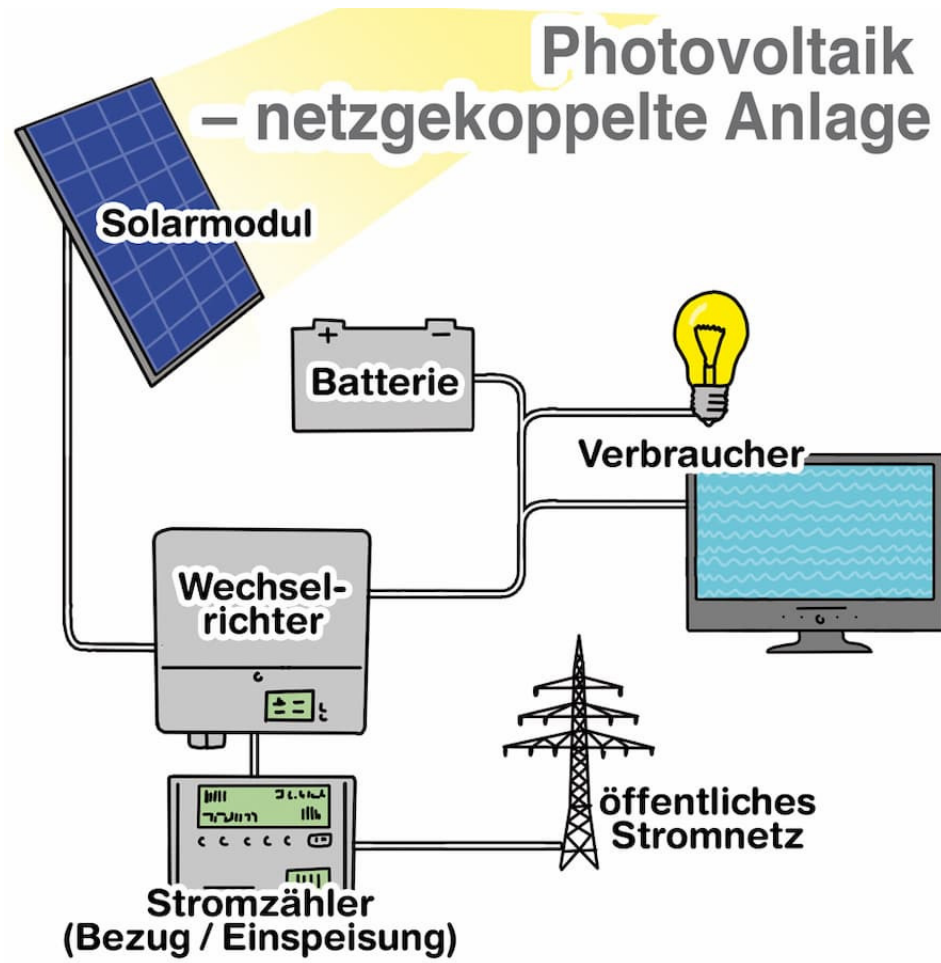 Photovoltaik
– netzgekoppelte Anlage
Solarmodul
+ –
Batterie
Verbraucher
Wechsel-
richter
öffentliches
Stromnetz
Stromzähler
(Bezug / Einspeisung)